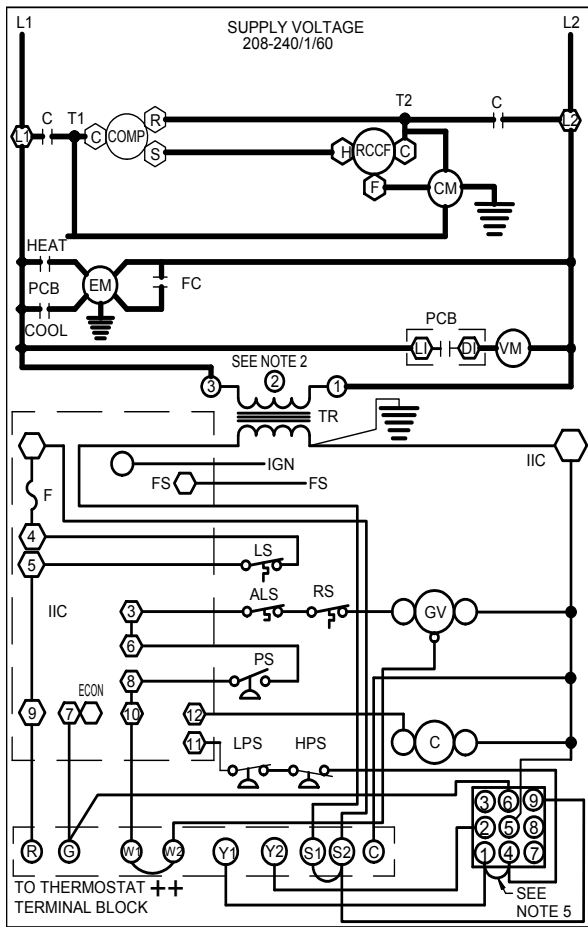 L1 SUPPLY VOLTAGE L2
208-240/1/60
C T1 T2 C
L1 C COMP R S H RCCF C F CM L2
HEAT
PCB EM FC
COOL
PCB
LI DI VM
SEE NOTE 2
3 2 1
TR
IGN IIC
FS FS
F
4
5 LS
IIC ALS RS
3 GV
6 PS
8
ECON
9 7 10 12 C
11 LPS HPS
3 6 9
2 5 8
1 4 7
R G W1 W2 Y1 Y2 S1 S2 C
TO THERMOSTAT ++
TERMINAL BLOCK
SEE
NOTE 5